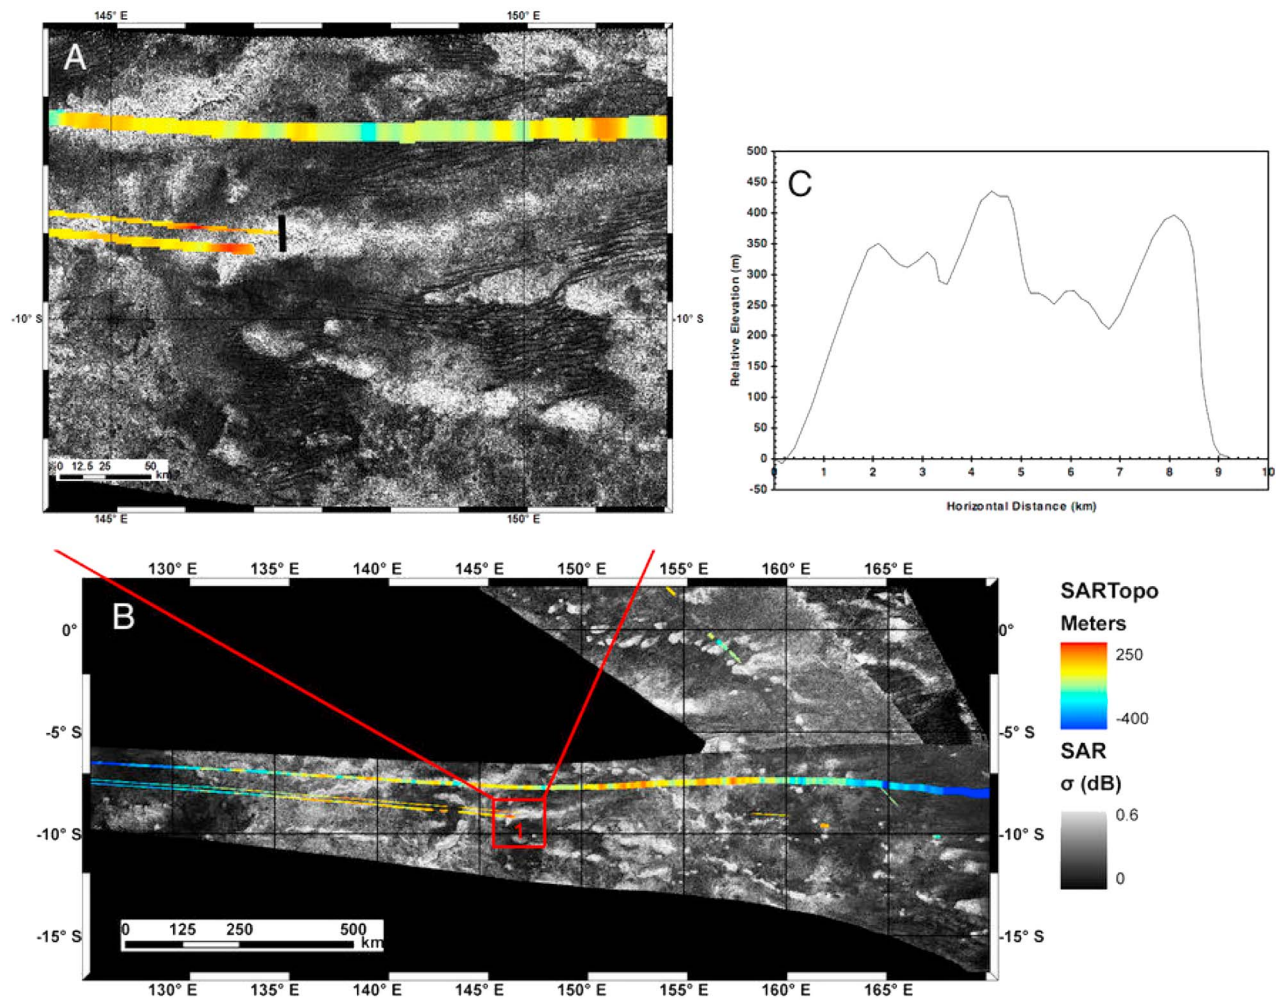 145° E 150° E
A
-10° S -10° S
0 12.5 25 50
km
145° E 150° E
C
500
450
400
350
300
250
200
150
100
50
0
-50
Relative Elevation (m)
0 1 2 3 4 5 6 7 8 9 10
Horizontal Distance (km)
130° E 135° E 140° E 145° E 150° E 155° E 160° E 165° E
B
0° 0°
-5° S -5° S
-10° S -10° S
-15° S -15° S
1
0 125 250 500
km
130° E 135° E 140° E 145° E 150° E 155° E 160° E 165° E
SARTopo
Meters
250
-400
SAR
σ (dB)
0.6
0